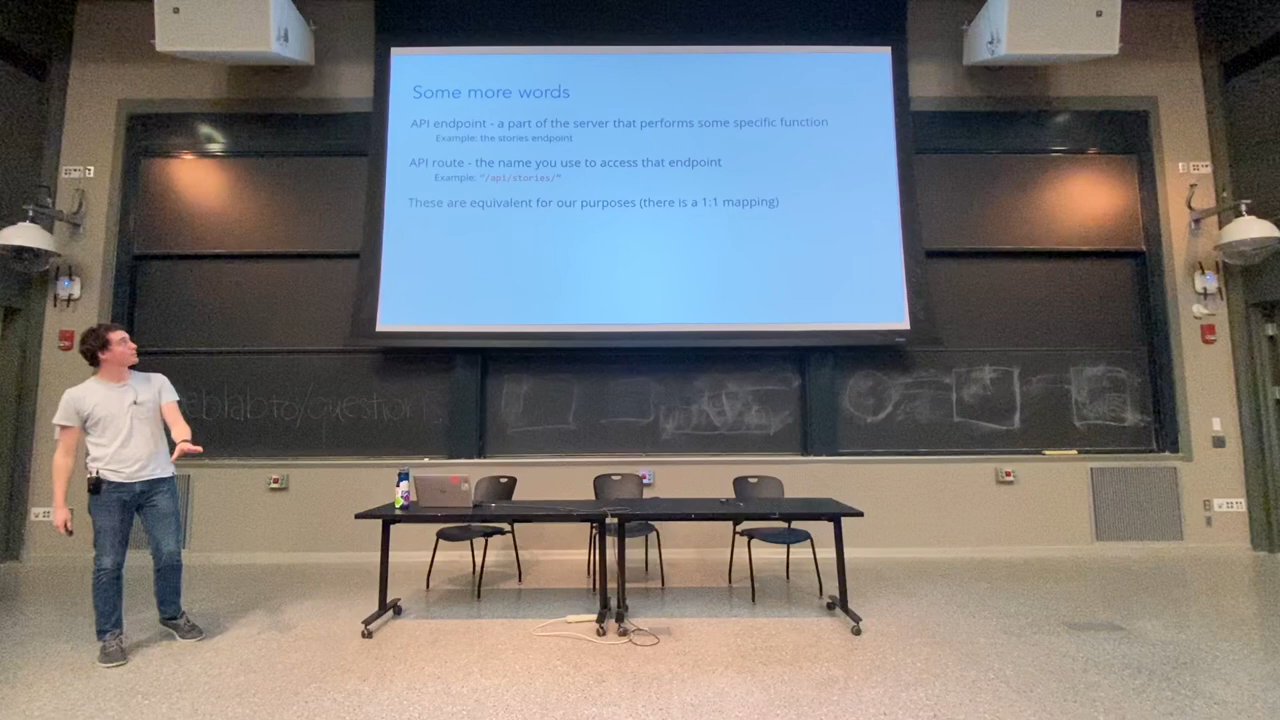 Some more words
API endpoint - a part of the server that performs some specific function
Example: the stories endpoint
API route - the name you use to access that endpoint
Example: "/api/stories/"
These are equivalent for our purposes (there is a 1:1 mapping)
eblab.to/question